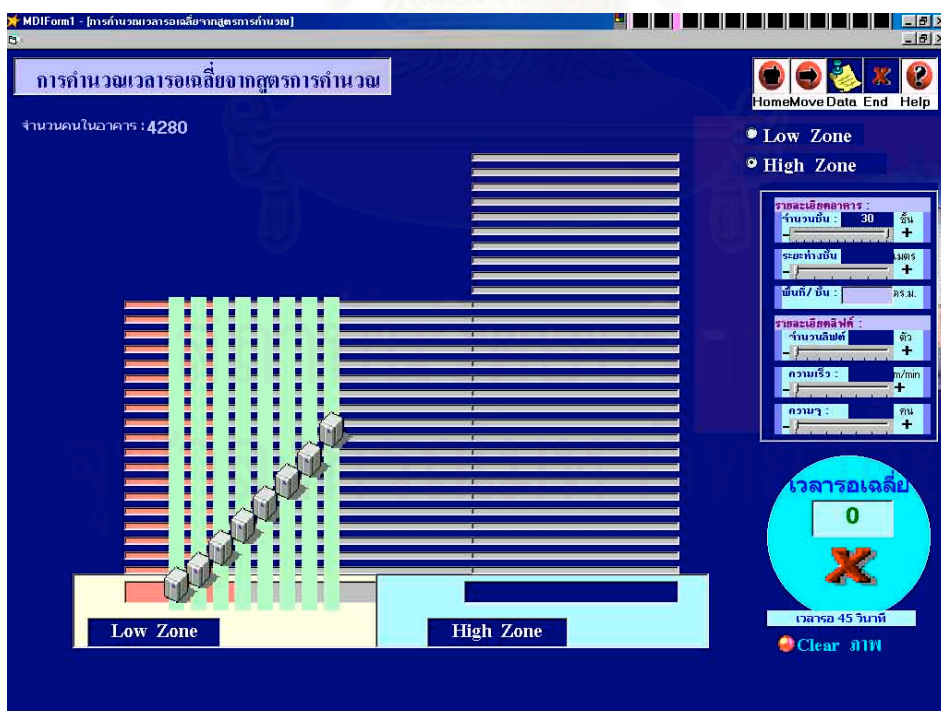 MDIForm1 - [การคำนวณเวลารอเฉลี่ยจากสูตรการคำนวณ]
การคำนวณเวลารอเฉลี่ยจากสูตรการคำนวณ
Home Move Data End Help
จำนวนคนในอาคาร : 4280
Low Zone
High Zone
รายละเอียดอาคาร :
จำนวนชั้น : 30 ชั้น
- +
ระยะห่างชั้น เมตร
- +
พื้นที่/ ชั้น : ตร.ม.
รายละเอียดลิฟต์ :
จำนวนลิฟต์ ตัว
- +
ความเร็ว : m/min
- +
ความจุ : คน
- +
เวลารอเฉลี่ย
0
เวลารอ 45 วินาที
Clear ภาพ
Low Zone
High Zone